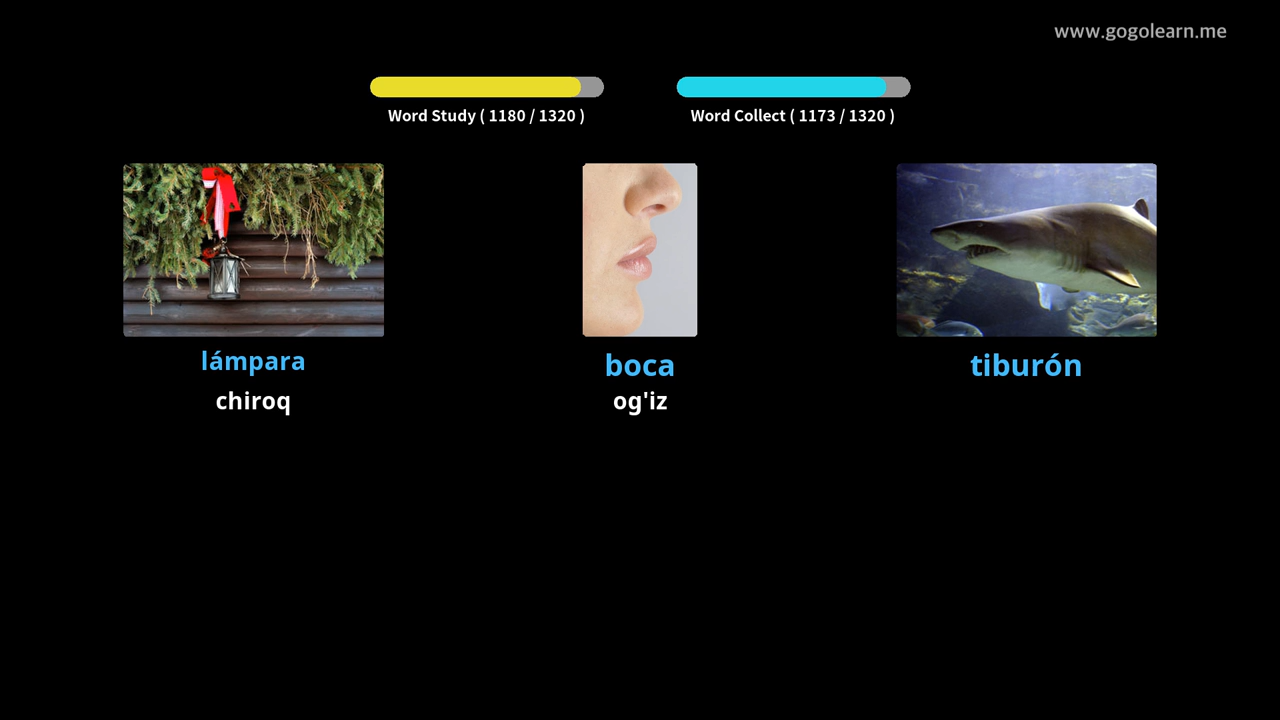 www.gogolearn.me
Word Study ( 1180 / 1320 )
Word Collect ( 1173 / 1320 )
lámpara
chiroq
boca
og'iz
tiburón